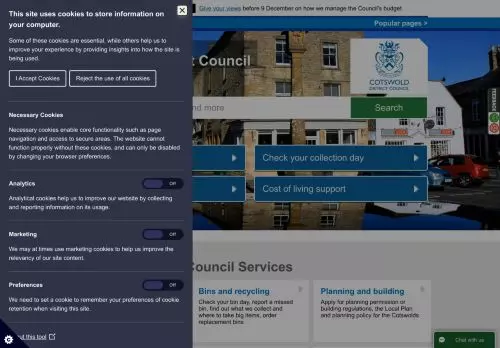 This site uses cookies to store information on
your computer.
Some of these cookies are essential, while others help us to
improve your experience by providing insights into how the site is
being used.
I Accept Cookies
Reject the use of all cookies
Necessary Cookies
Necessary cookies enable core functionality such as page
navigation and access to secure areas. The website cannot
function properly without these cookies, and can only be disabled
by changing your browser preferences.
Analytics
Off
Analytical cookies help us to improve our website by collecting
and reporting information on its usage.
Marketing
Off
We may at times use marketing cookies to help us improve the
relevancy of our site content.
Preferences
Off
We need to set a cookie to remember your preferences of cookie
retention when visiting this site.
ut this tool
Give your views before 9 December on how we manage the Council's budget
Popular pages >
t Council
COTSWOLD
DISTRICT COUNCIL
nd more
Search
Check your collection day
Cost of living support
Council Services
Bins and recycling
Check your bin day, report a missed
bin, find out what we collect and
where to take big items, order
replacement bins
Planning and building
Apply for planning permission or
building regulations, the Local Plan
and planning policy for the Cotswolds
Chat with us